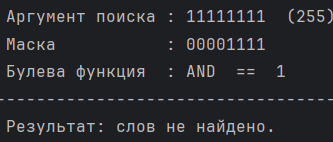 Аргумент поиска : 11111111 (255)
Маска : 00001111
Булева функция : AND == 1
--------------------------------------------
Результат: слов не найдено.